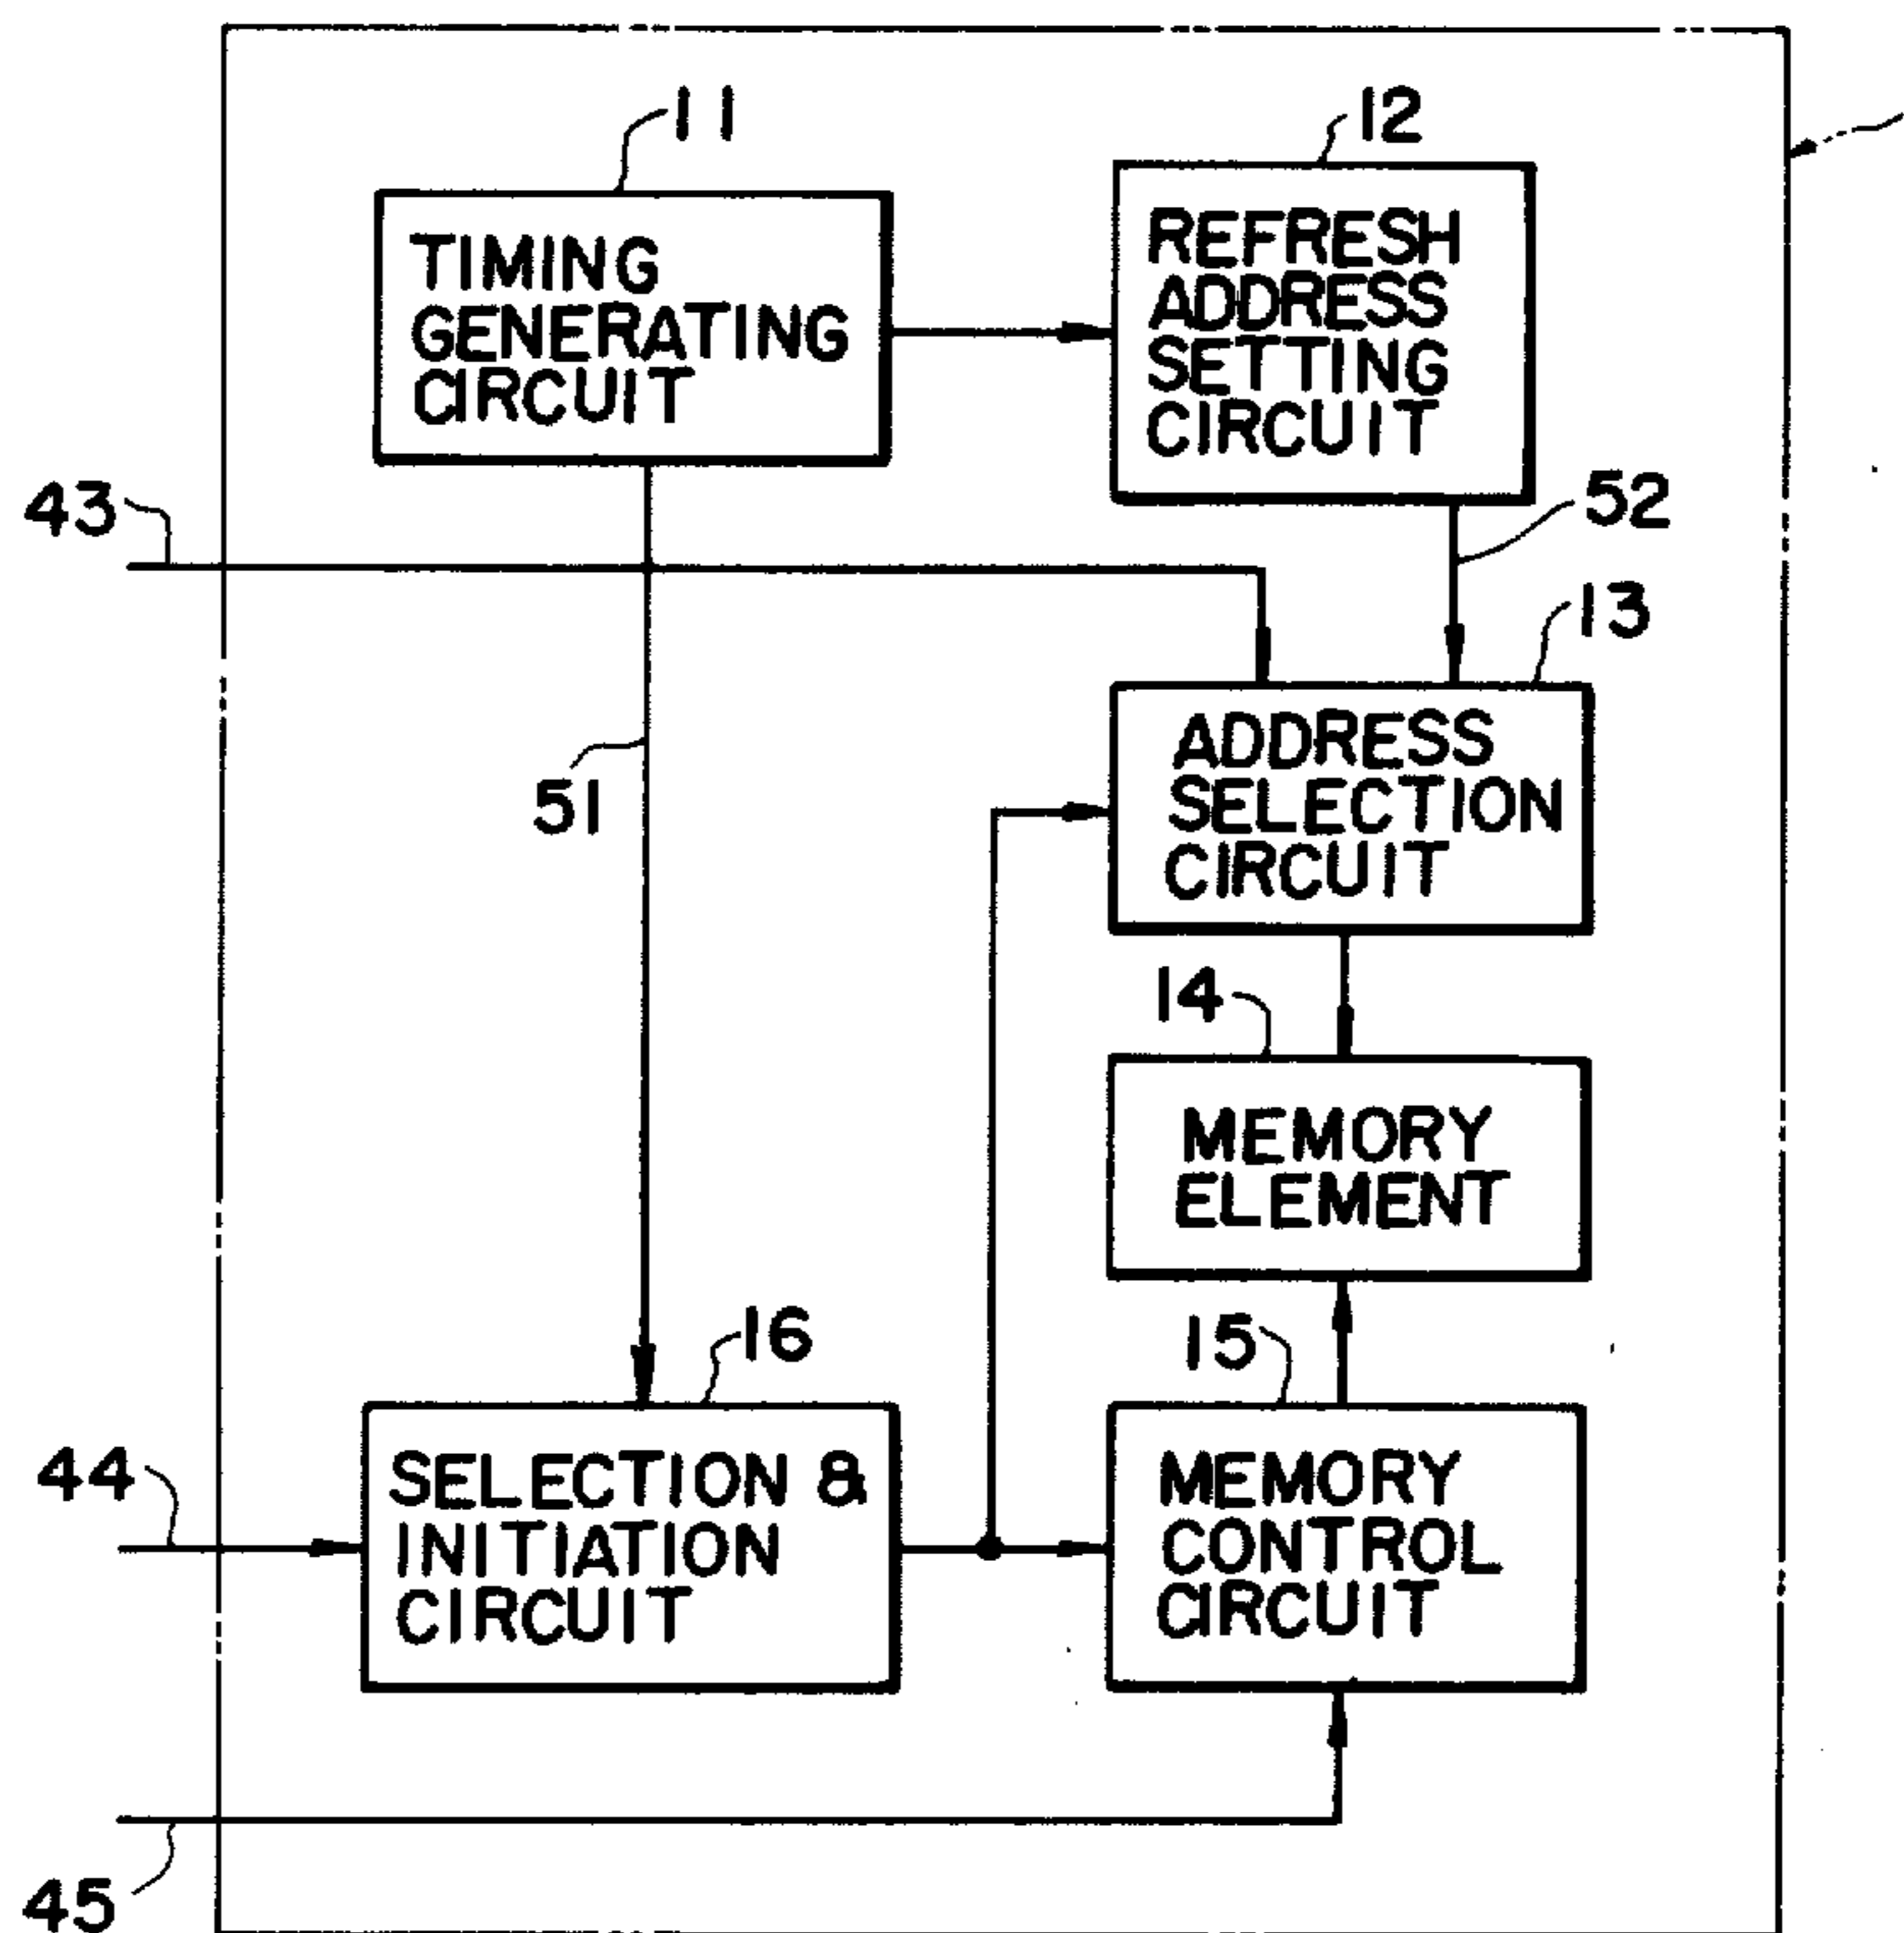 11
12
TIMING
GENERATING
CIRCUIT
REFRESH
ADDRESS
SETTING
CIRCUIT
43
52
13
51
ADDRESS
SELECTION
CIRCUIT
14
MEMORY
ELEMENT
16
15
44
SELECTION &
INITIATION
CIRCUIT
MEMORY
CONTROL
CIRCUIT
45